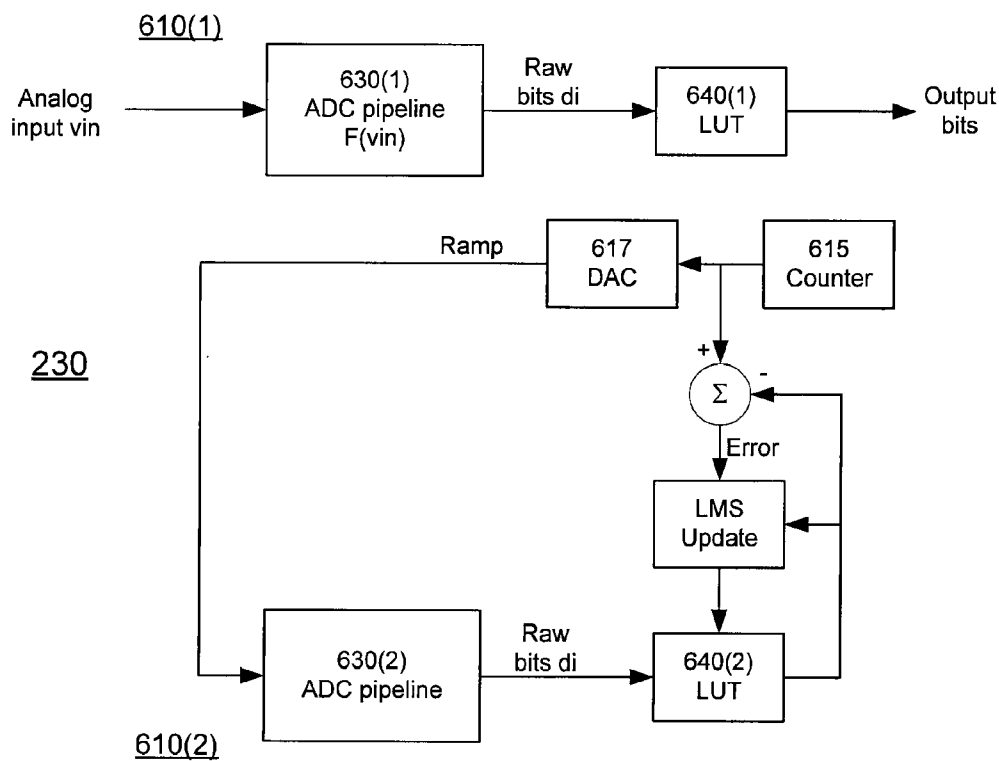 610(1)
Analog
input vin
630(1)
ADC pipeline
F(vin)
Raw
bits di
640(1)
LUT
Output
bits
Ramp
617
DAC
615
Counter
230
+
-
Σ
Error
LMS
Update
630(2)
ADC pipeline
Raw
bits di
640(2)
LUT
610(2)